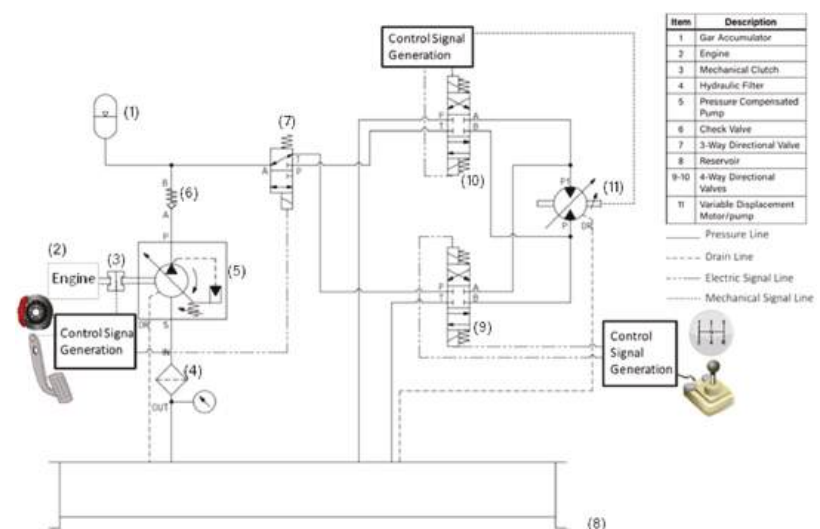 Control Signal
Generation
Item Description
1 Gar Accumulator
2 Engine
3 Mechanical Clutch
4 Hydraulic Filter
5 Pressure Compensated
Pump
6 Check Valve
7 3-Way Directional Valve
8 Reservoir
9-10 4-Way Directional
Valves
11 Variable Displacement
Motor/pump
Pressure Line
Drain Line
Electric Signal Line
Mechanical Signal Line
(1)
(7)
P A
T B
T
A P
(10)
(6)
B
A
P1
(11)
P DR
P
(2)
(3)
(5)
Engine
P A
T B
(9)
Control Signa
Generation
DR S
IN
(4)
OUT
Control
Signal
Generation
(8)